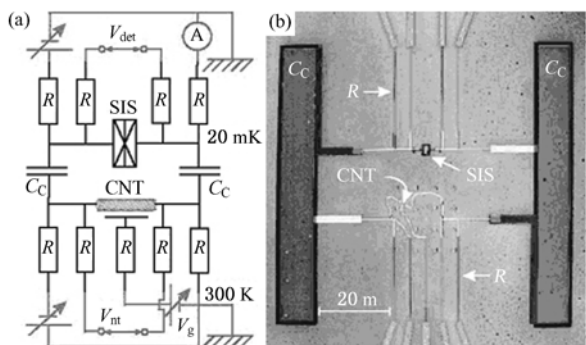 (a)
V_det
A
R R R R
SIS
20 mK
C_C C_C
CNT
R R R R R
300 K
V_nt V_g
(b)
C_C C_C
R
CNT SIS
R
20 m